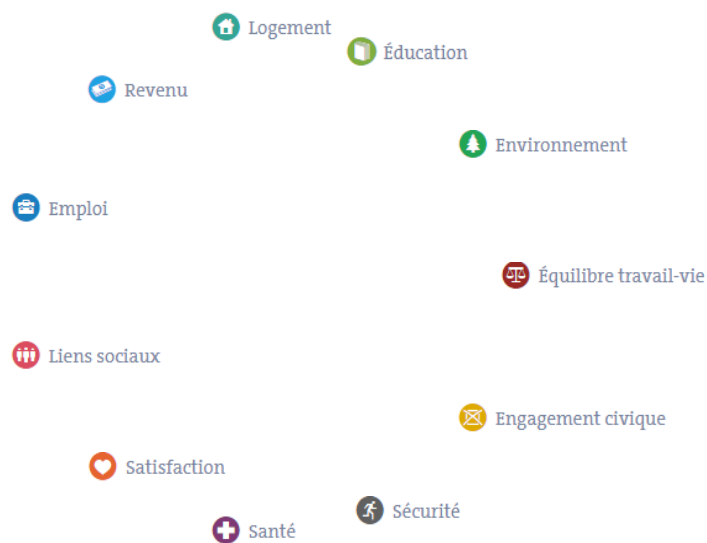 Logement
Éducation
Revenu
Environnement
Emploi
Équilibre travail-vie
Liens sociaux
Engagement civique
Satisfaction
Sécurité
Santé